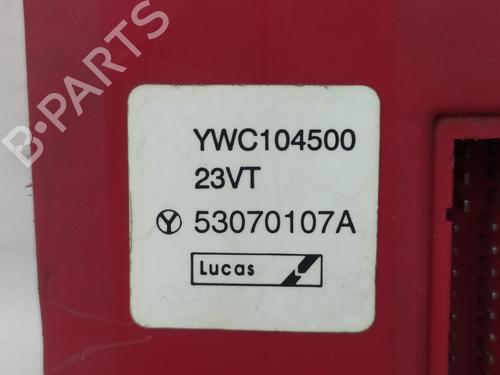 B-PARTS
YWC104500
23VT
Y 53070107A
Lucas